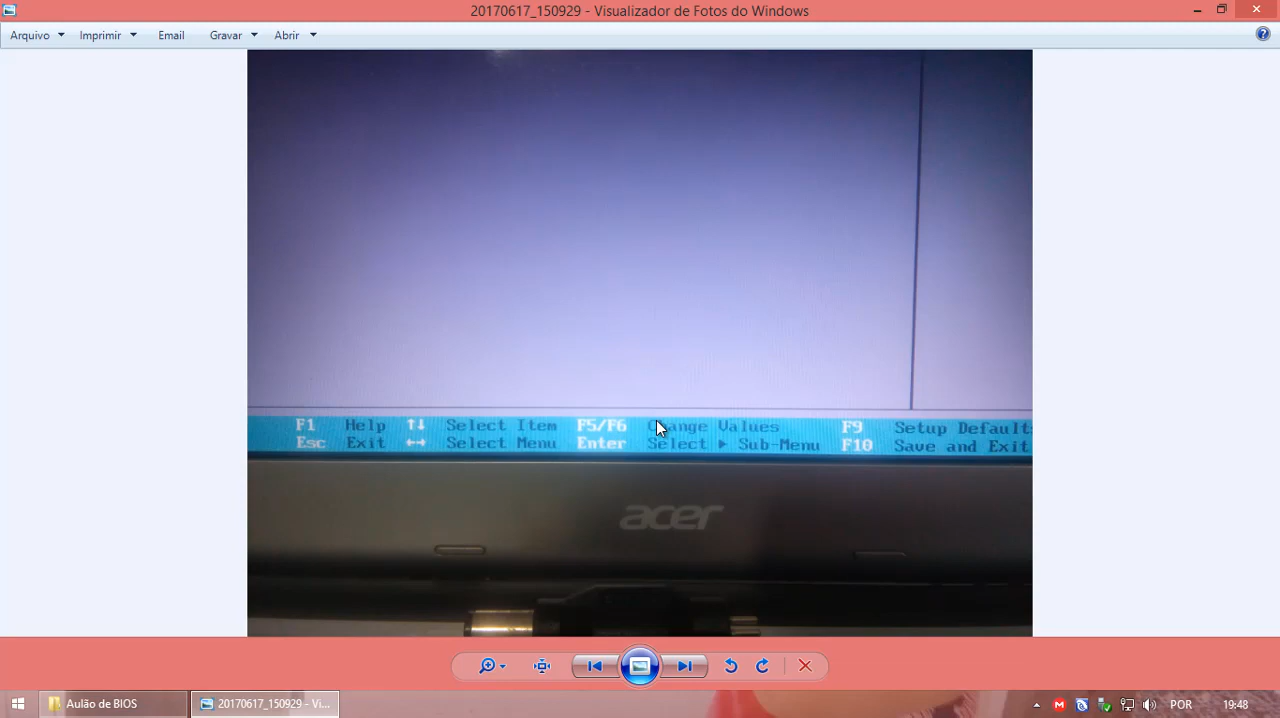 20170617_150929 - Visualizador de Fotos do Windows
Arquivo Imprimir Email Gravar Abrir
F1 Help ↑↓ Select Item F5/F6 Change Values F9 Setup Defaults
Esc Exit ↔ Select Menu Enter Select ▶ Sub-Menu F10 Save and Exit
acer
Aulão de BIOS 20170617_150929 - Vi... POR 19:48